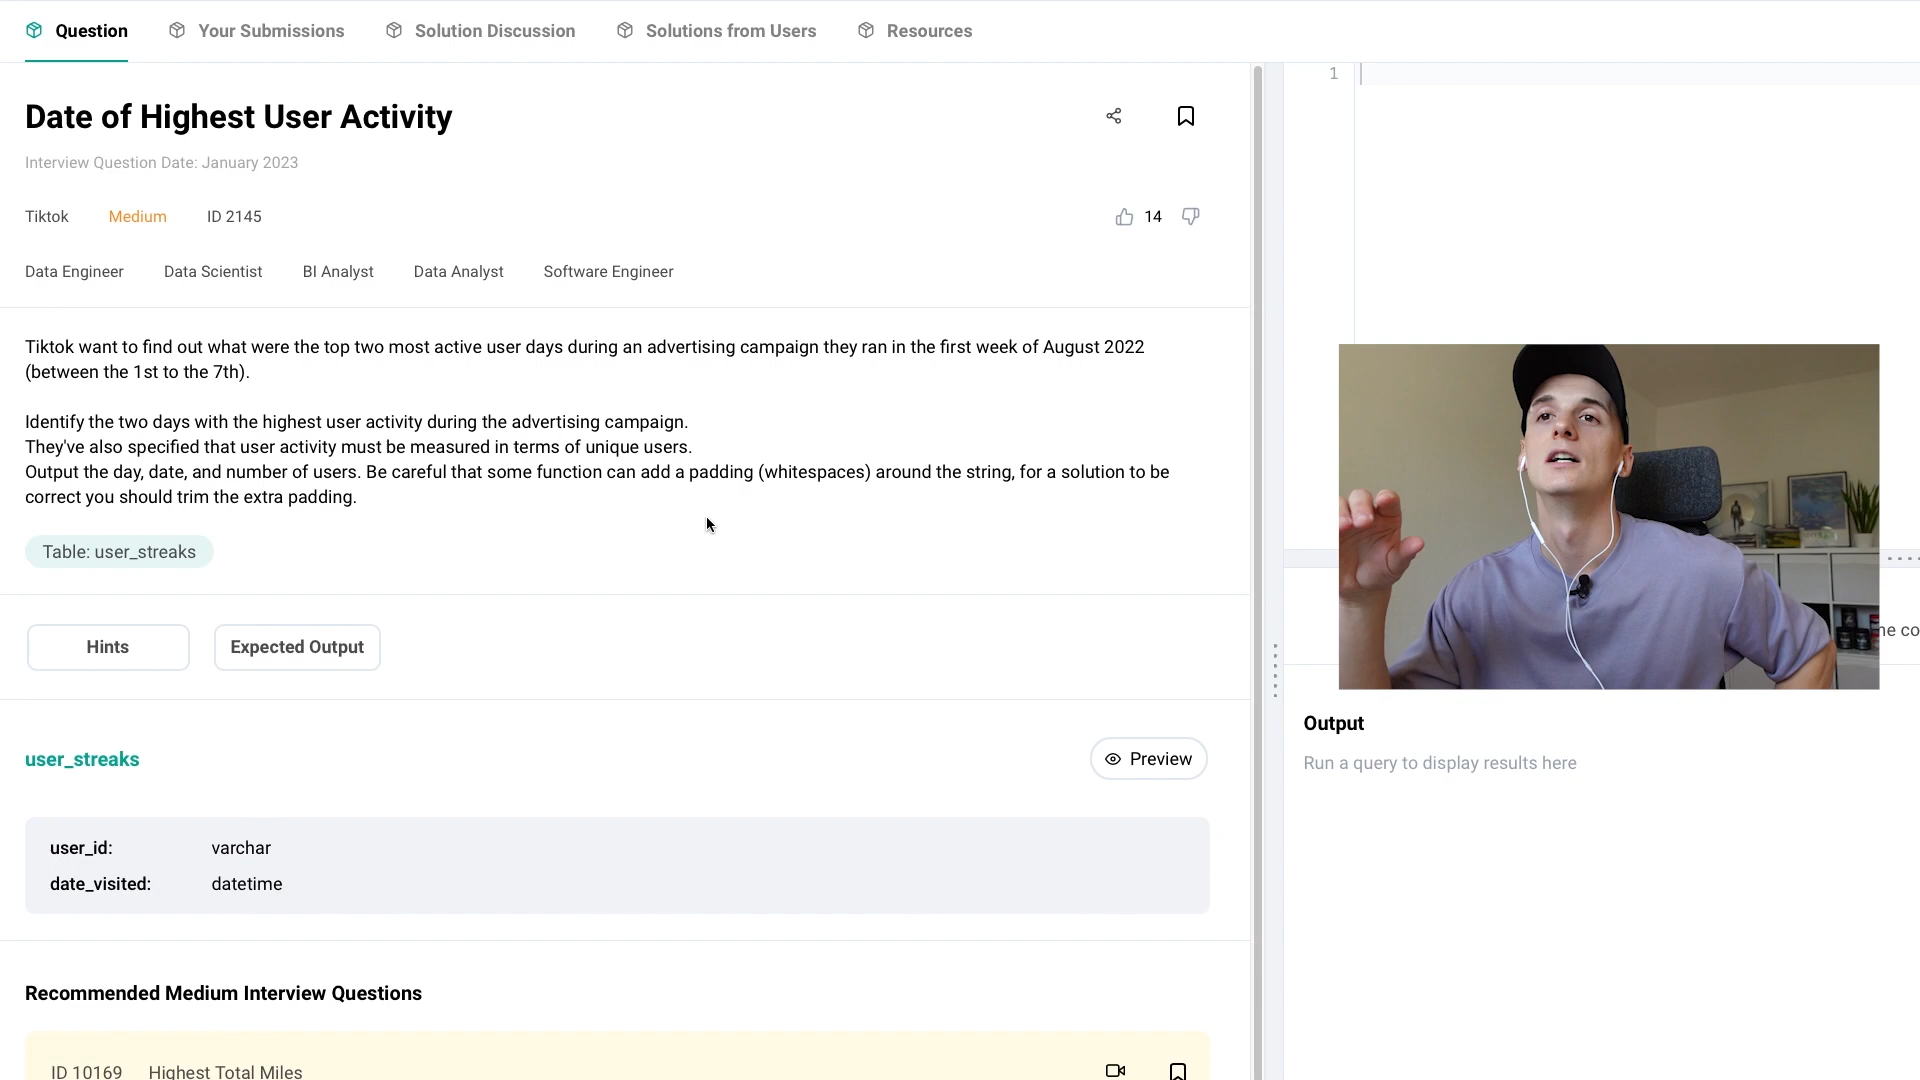 Question
Your Submissions
Solution Discussion
Solutions from Users
Resources
Date of Highest User Activity
Interview Question Date: January 2023
Tiktok
Medium
ID 2145
14
Data Engineer
Data Scientist
BI Analyst
Data Analyst
Software Engineer
Tiktok want to find out what were the top two most active user days during an advertising campaign they ran in the first week of August 2022
(between the 1st to the 7th).
Identify the two days with the highest user activity during the advertising campaign.
They've also specified that user activity must be measured in terms of unique users.
Output the day, date, and number of users. Be careful that some function can add a padding (whitespaces) around the string, for a solution to be
correct you should trim the extra padding.
Table: user_streaks
Hints
Expected Output
user_streaks
Preview
user_id: varchar
date_visited: datetime
Recommended Medium Interview Questions
ID 10169 Highest Total Miles
1
Output
Run a query to display results here